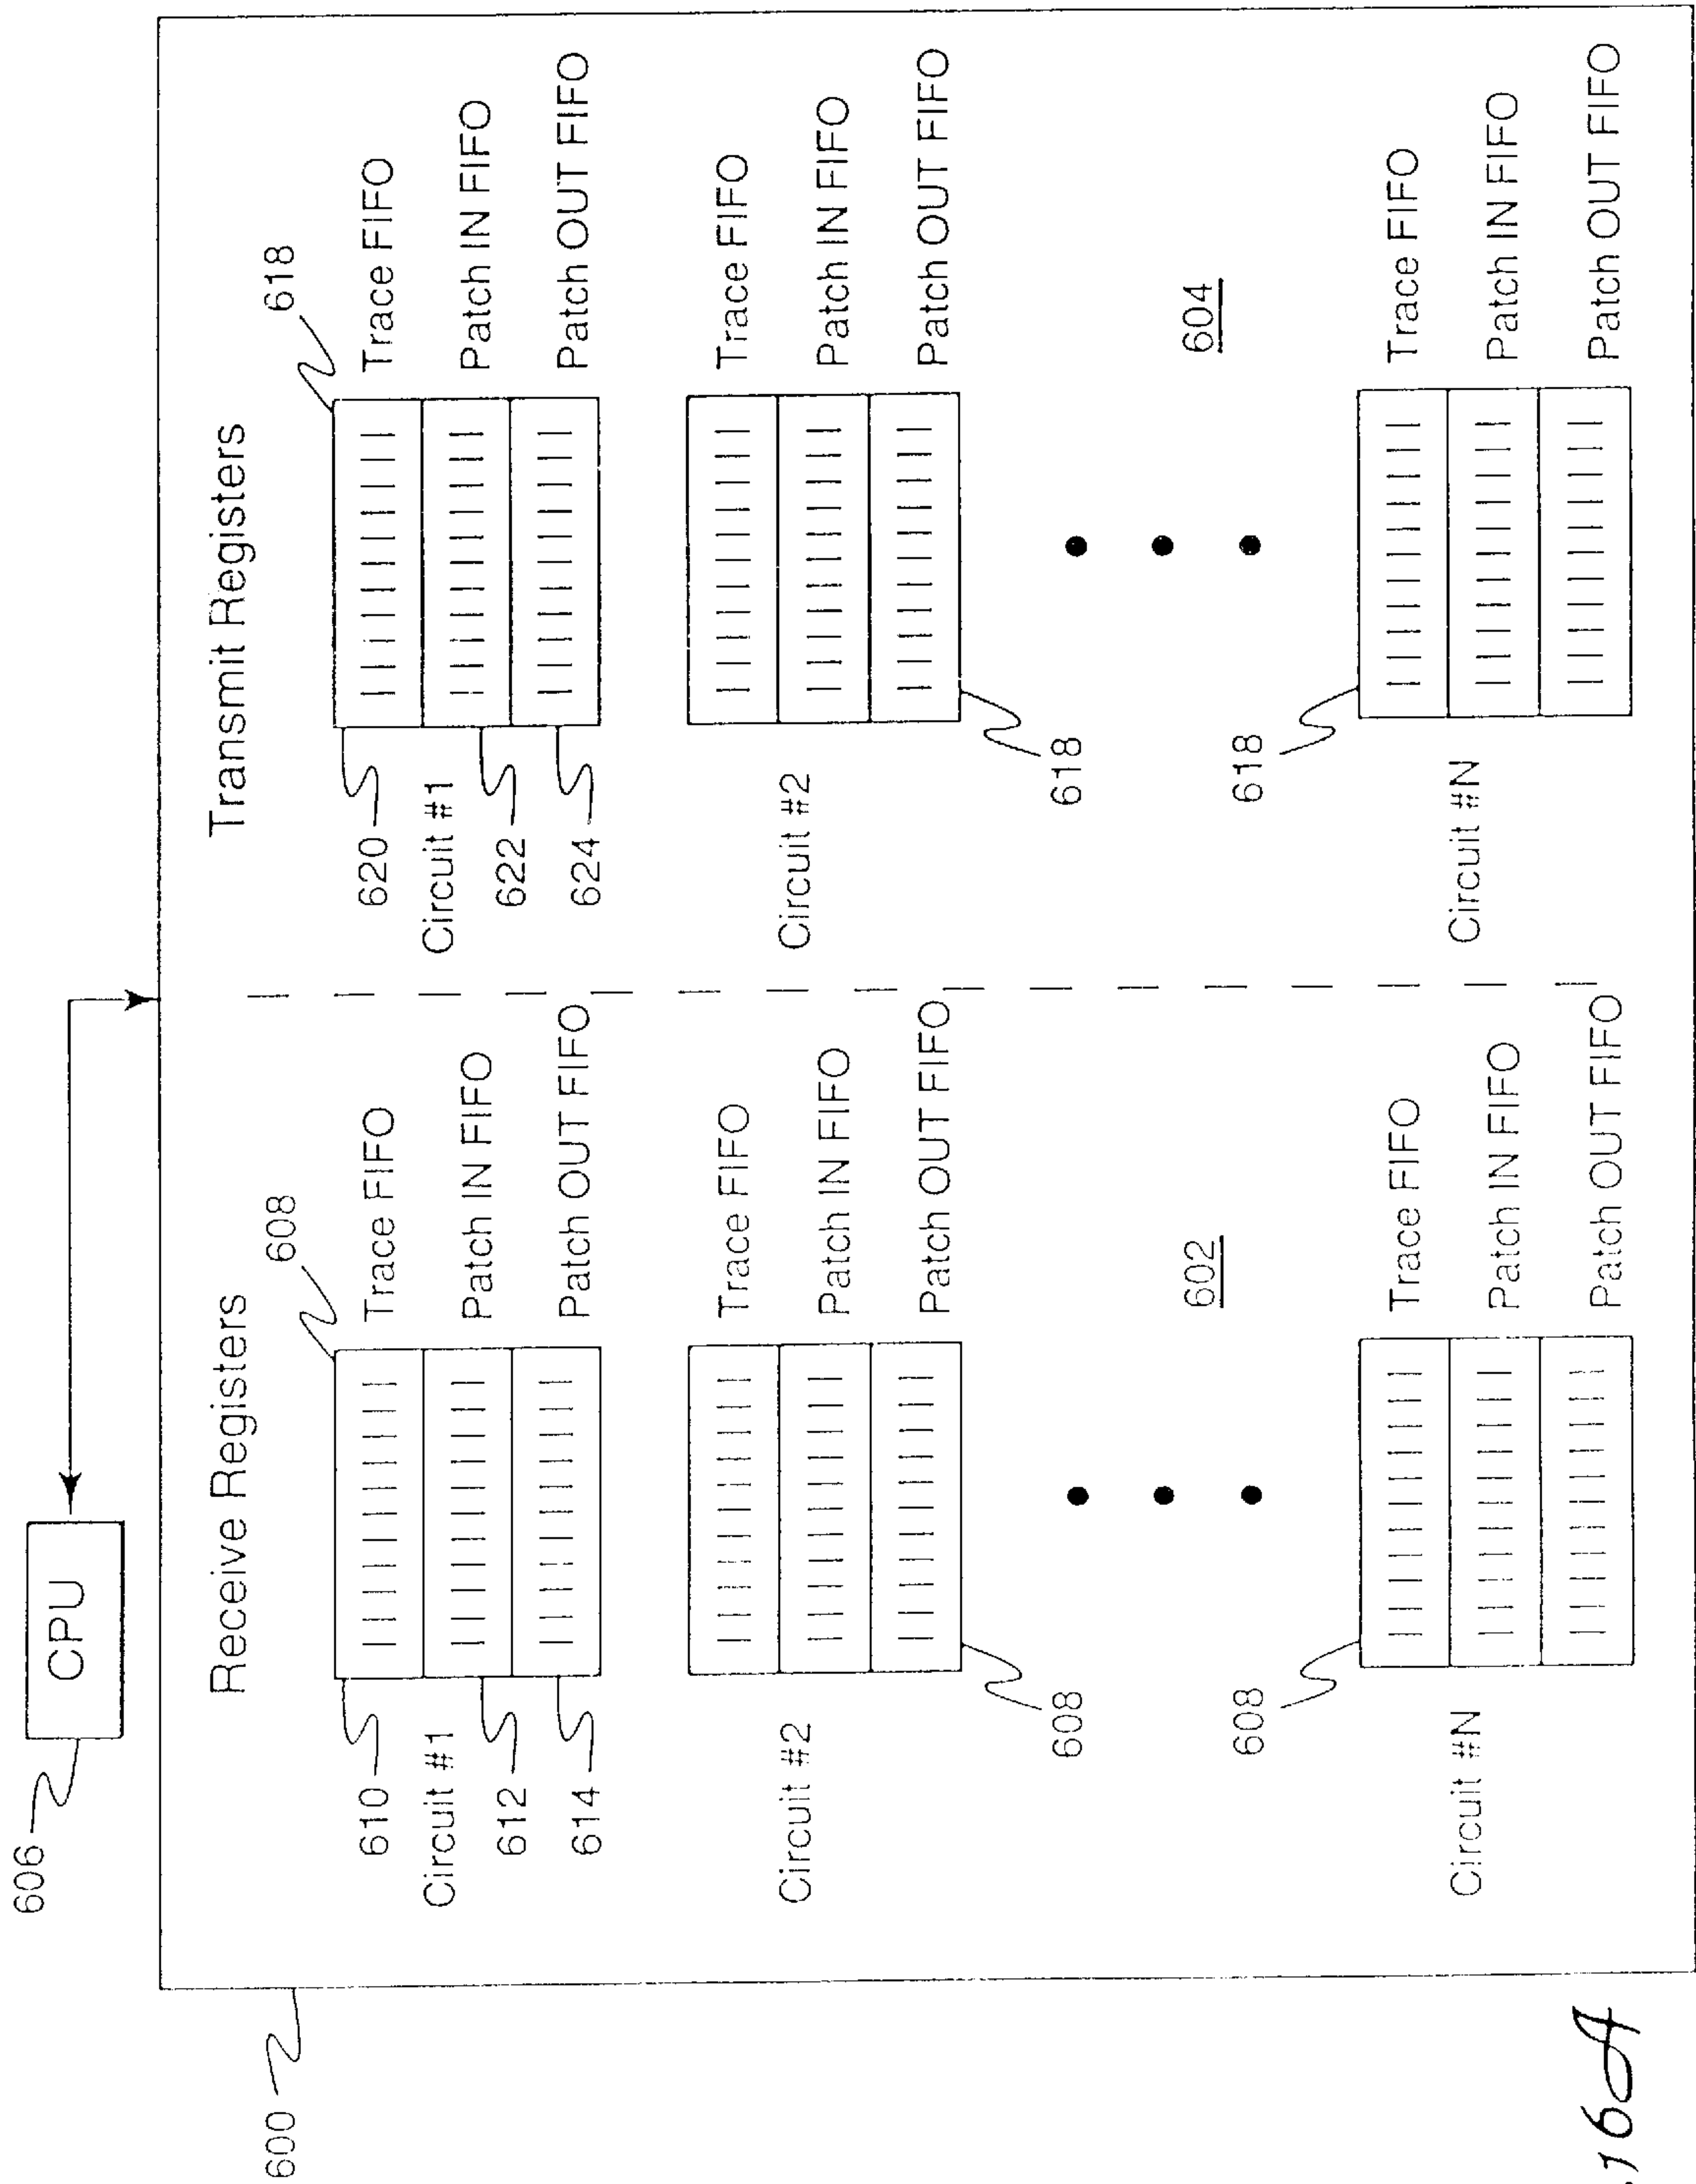 606
CPU
600
Receive Registers
608
610
Circuit #1
612
614
Trace FIFO
Patch IN FIFO
Patch OUT FIFO
Circuit #2
Trace FIFO
Patch IN FIFO
Patch OUT FIFO
608
602
608
Circuit #N
Trace FIFO
Patch IN FIFO
Patch OUT FIFO
Transmit Registers
618
620
Circuit #1
622
624
Trace FIFO
Patch IN FIFO
Patch OUT FIFO
Circuit #2
Trace FIFO
Patch IN FIFO
Patch OUT FIFO
618
604
618
Circuit #N
Trace FIFO
Patch IN FIFO
Patch OUT FIFO
16A